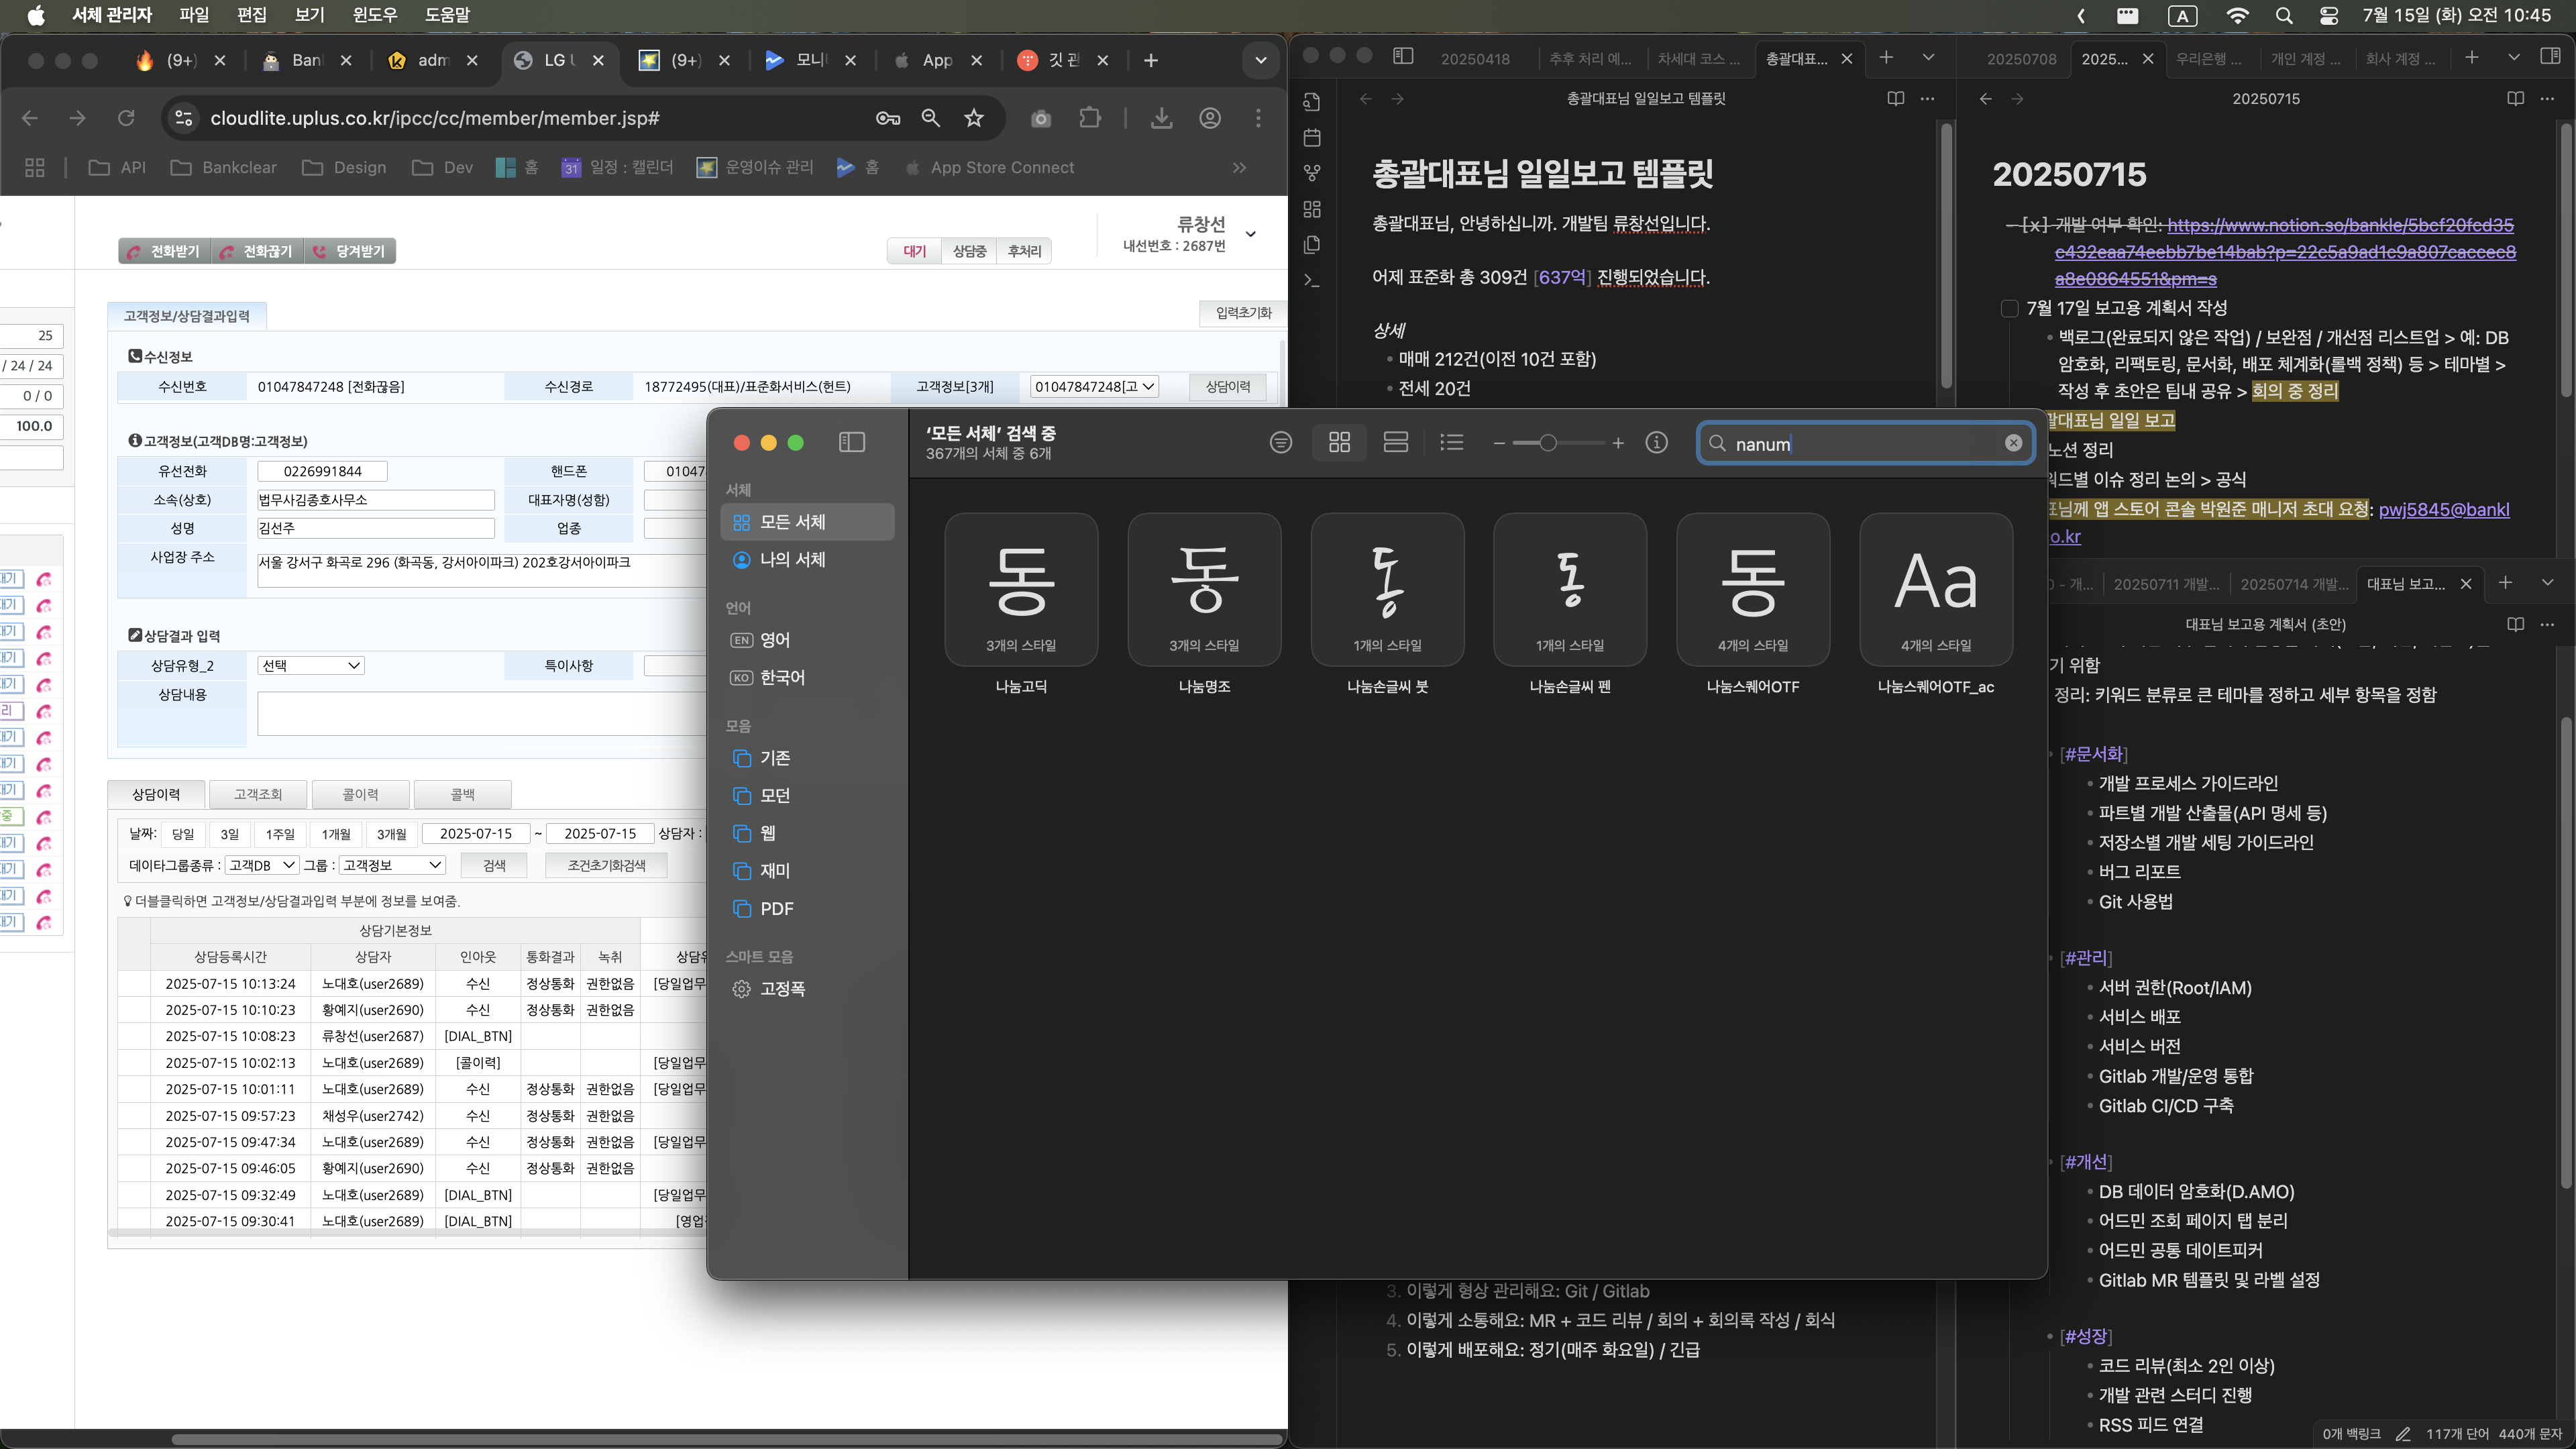 서체 관리자 파일 편집 보기 윈도우 도움말
A 7월 15일 (화) 오전 10:45
(9+) Ban adm LG (9+) 모니 App 깃 관
cloudlite.uplus.co.kr/ipcc/cc/member/member.jsp#
API Bankclear Design Dev 홈 31 일정 : 캘린더 운영이슈 관리 홈 App Store Connect
류창선
내선번호 : 2687번
전화받기 전화끊기 당겨받기
대기 상담중 후처리
고객정보/상담결과입력
입력초기화
25
/ 24 / 24
0 / 0
100.0
수신정보
수신번호 01047847248 [전화끊음] 수신경로 18772495(대표)/표준화서비스(헌트) 고객정보[3개] 01047847248[고 상담이력
고객정보(고객DB명:고객정보)
유선전화 0226991844 핸드폰 01047
소속(상호) 법무사김종호사무소 대표자명(성함)
성명 김선주 업종
사업장 주소 서울 강서구 화곡로 296 (화곡동, 강서아이파크) 202호강서아이파크
상담결과 입력
상담유형_2 선택 특이사항
상담내용
상담이력 고객조회 콜이력 콜백
날짜: 당일 3일 1주일 1개월 3개월 2025-07-15 ~ 2025-07-15 상담자 :
데이타그룹종류 : 고객DB 그룹 : 고객정보 검색 조건초기화검색
더블클릭하면 고객정보/상담결과입력 부분에 정보를 보여줌.
상담기본정보
상담등록시간 상담자 인아웃 통화결과 녹취 상담유
2025-07-15 10:13:24 노대호(user2689) 수신 정상통화 권한없음 [당일업무
2025-07-15 10:10:23 황예지(user2690) 수신 정상통화 권한없음
2025-07-15 10:08:23 류창선(user2687) [DIAL_BTN]
2025-07-15 10:02:13 노대호(user2689) [콜이력] [당일업무
2025-07-15 10:01:11 노대호(user2689) 수신 정상통화 권한없음 [당일업무
2025-07-15 09:57:23 채성우(user2742) 수신 정상통화 권한없음
2025-07-15 09:47:34 노대호(user2689) 수신 정상통화 권한없음 [당일업무
2025-07-15 09:46:05 황예지(user2690) 수신 정상통화 권한없음
2025-07-15 09:32:49 노대호(user2689) [DIAL_BTN] [당일업무
2025-07-15 09:30:41 노대호(user2689) [DIAL_BTN] [영업
‘모든 서체’ 검색 중
367개의 서체 중 6개
nanum
서체
모든 서체
나의 서체
언어
EN 영어
KO 한국어
모음
기존
모던
웹
재미
PDF
스마트 모음
고정폭
동 동 동 동 동 Aa
3개의 스타일 3개의 스타일 1개의 스타일 1개의 스타일 4개의 스타일 4개의 스타일
나눔고딕 나눔명조 나눔손글씨 붓 나눔손글씨 펜 나눔스퀘어OTF 나눔스퀘어OTF_ac
20250418 추후 처리 예... 차세대 코스 ... 총괄대표...
총괄대표님 일일보고 템플릿
총괄대표님 일일보고 템플릿
총괄대표님, 안녕하십니까. 개발팀 류창선입니다.
어제 표준화 총 309건 [637억] 진행되었습니다.
상세
매매 212건(이전 10건 포함)
전세 20건
3. 이렇게 형상 관리해요: Git / Gitlab
4. 이렇게 소통해요: MR + 코드 리뷰 / 회의 + 회의록 작성 / 회식
5. 이렇게 배포해요: 정기(매주 화요일) / 긴급
20250708 2025... 우리은행 ... 개인 계정 ... 회사 계정 ...
20250715
20250715
- [x] 개발 여부 확인: https://www.notion.so/bankle/5bcf20fcd35
c432eaa74eebb7be14bab?p=22c5a9ad1c9a807caccec8
a8e0864551&pm=s
7월 17일 보고용 계획서 작성
백로그(완료되지 않은 작업) / 보완점 / 개선점 리스트업 > 예: DB
암호화, 리팩토링, 문서화, 배포 체계화(롤백 정책) 등 > 테마별 >
작성 후 초안은 팀내 공유 > 회의 중 정리
괄대표님 일일 보고
노션 정리
워드별 이슈 정리 논의 > 공식
표님께 앱 스토어 콘솔 박원준 매니저 초대 요청: pwj5845@bankl
o.kr
- 개... 20250711 개발... 20250714 개발... 대표님 보고...
대표님 보고용 계획서 (초안)
기 위함
정리: 키워드 분류로 큰 테마를 정하고 세부 항목을 정함
[#문서화]
개발 프로세스 가이드라인
파트별 개발 산출물(API 명세 등)
저장소별 개발 세팅 가이드라인
버그 리포트
Git 사용법
[#관리]
서버 권한(Root/IAM)
서비스 배포
서비스 버전
Gitlab 개발/운영 통합
Gitlab CI/CD 구축
[#개선]
DB 데이터 암호화(D.AMO)
어드민 조회 페이지 탭 분리
어드민 공통 데이트피커
Gitlab MR 템플릿 및 라벨 설정
[#성장]
코드 리뷰(최소 2인 이상)
개발 관련 스터디 진행
RSS 피드 연결
0개 백링크 117개 단어 440개 문자